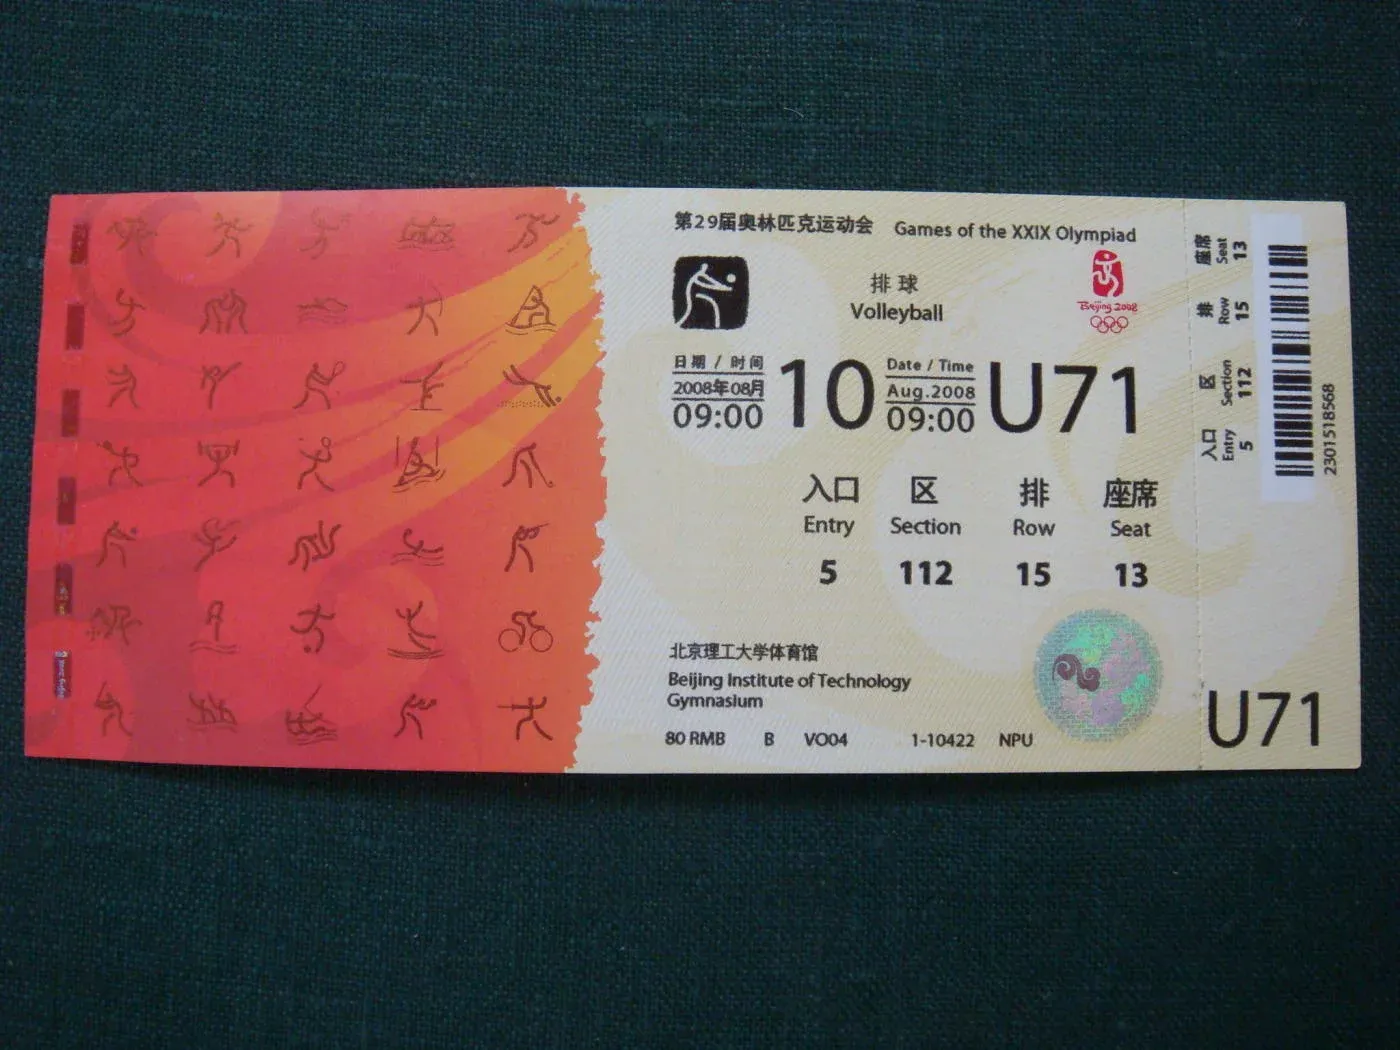 第29届奥林匹克运动会 Games of the XXIX Olympiad
排球
Volleyball
Beijing 2008
日期 / 时间
2008年08月
09:00
10
Date / Time
Aug.2008
09:00
U71
入口 区 排 座席
Entry Section Row Seat
5 112 15 13
北京理工大学体育馆
Beijing Institute of Technology
Gymnasium
80 RMB B VO04 1-10422 NPU
座席 Seat 13
排 Row 15
区 Section 112
入口 Entry 5
2301518568
U71